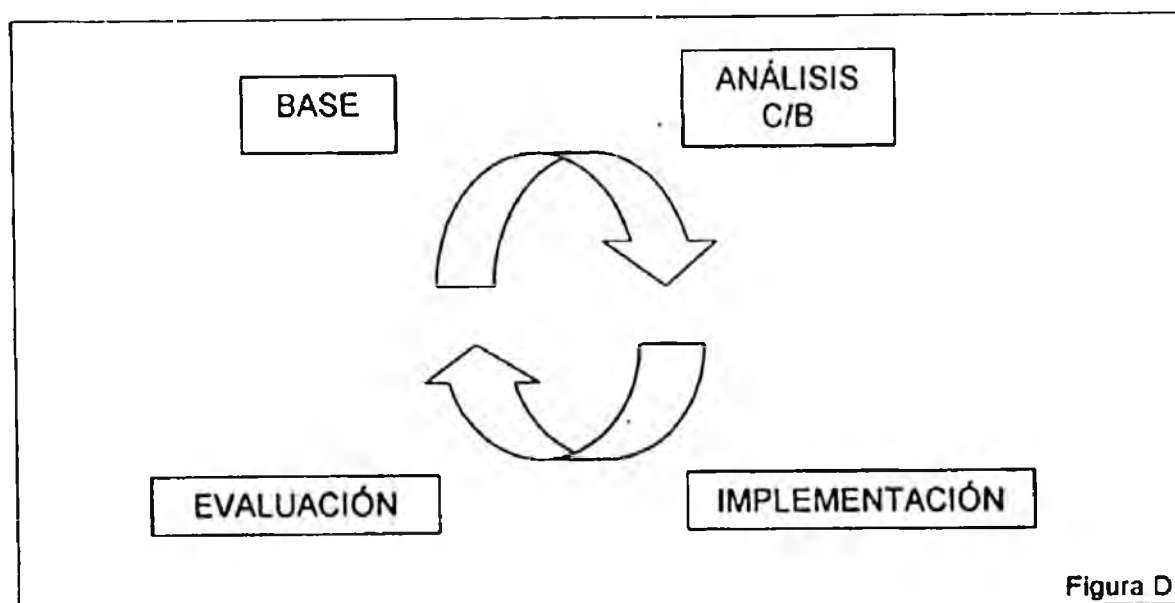 BASE
ANÁLISIS
C/B
EVALUACIÓN
IMPLEMENTACIÓN
Figura D